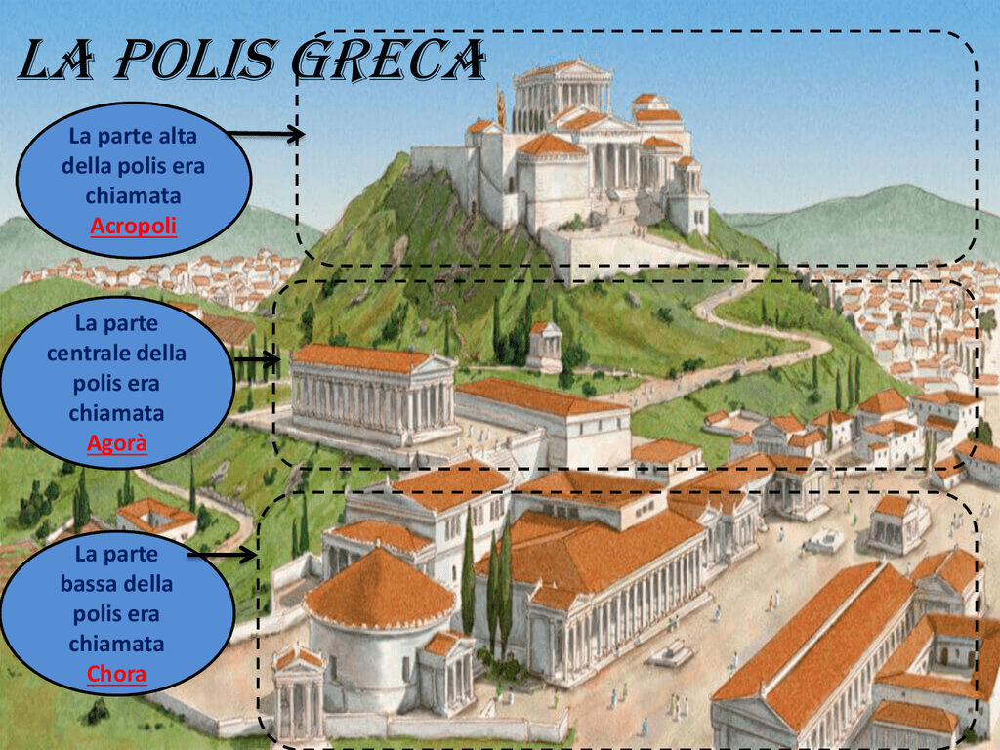 LA POLIS GRECA
La parte alta
della polis era
chiamata
Acropoli
La parte
centrale della
polis era
chiamata
Agorà
La parte
bassa della
polis era
chiamata
Chora